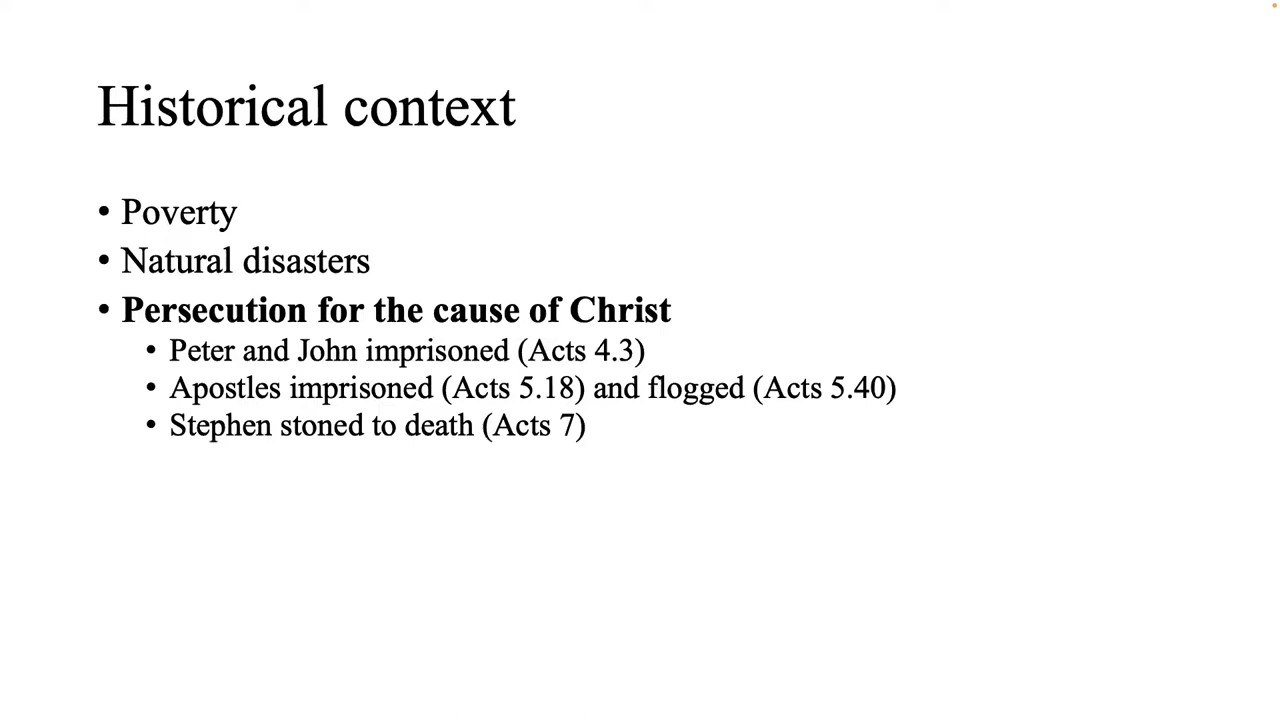 Historical context
• Poverty
• Natural disasters
• Persecution for the cause of Christ
• Peter and John imprisoned (Acts 4.3)
• Apostles imprisoned (Acts 5.18) and flogged (Acts 5.40)
• Stephen stoned to death (Acts 7)